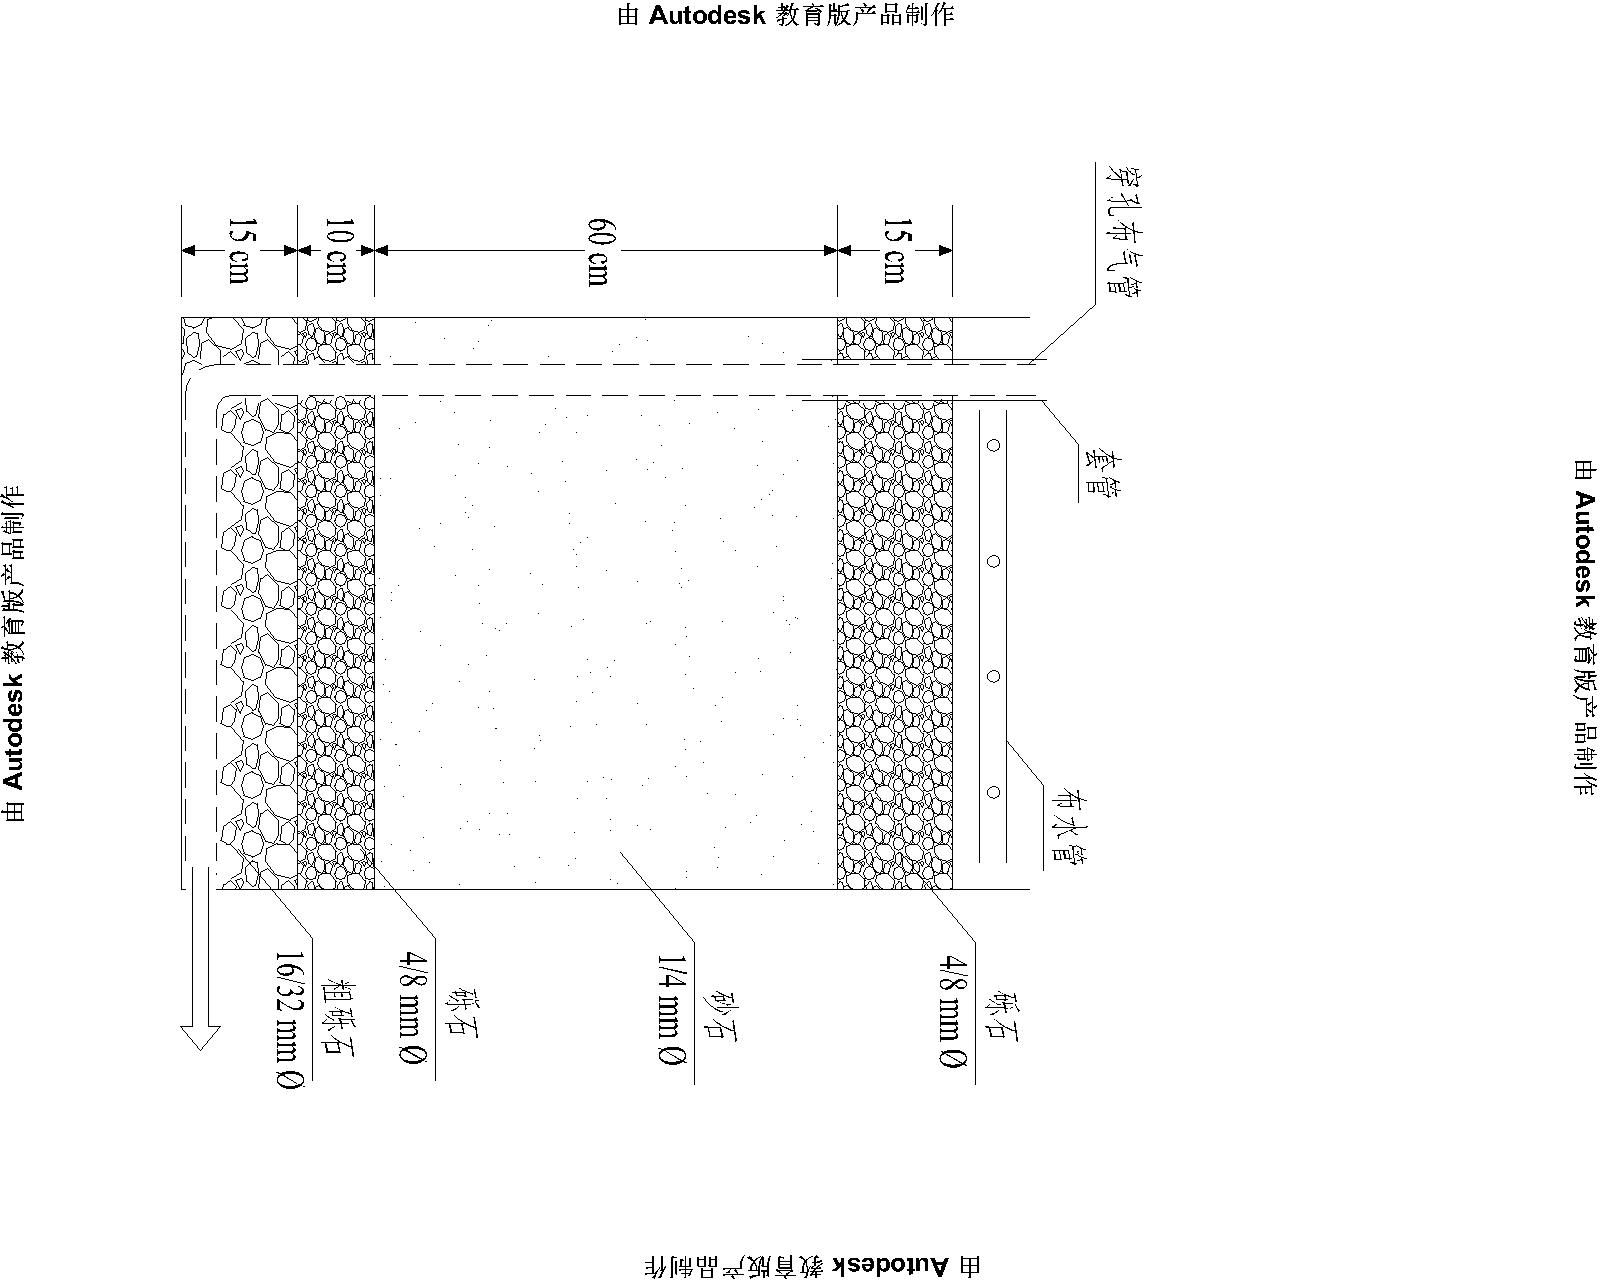 由 Autodesk 教育版产品制作
穿孔布气管
套管
布水管
15 cm
60 cm
10 cm
15 cm
砾石
4/8 mm Ø
砂石
1/4 mm Ø
砾石
4/8 mm Ø
粗砾石
16/32 mm Ø
由 Autodesk 教育版产品制作
由 Autodesk 教育版产品制作
由 Autodesk 教育版产品制作